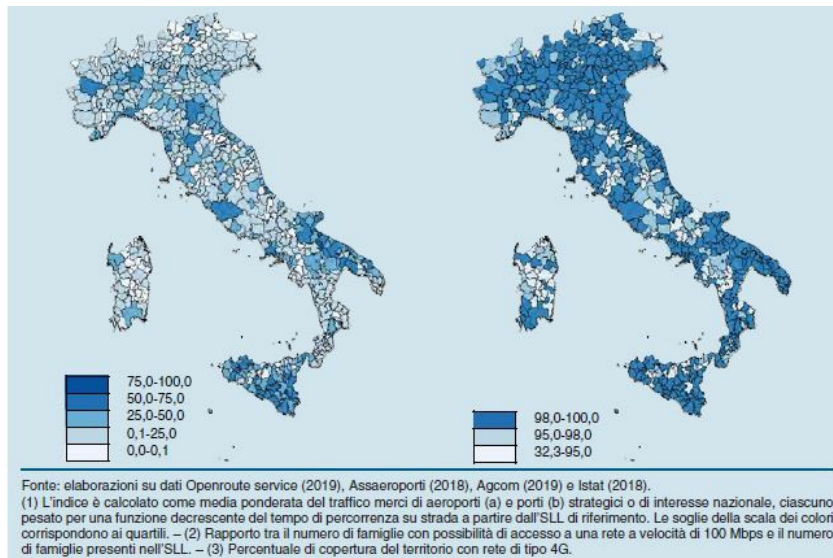 75,0-100,0
50,0-75,0
25,0-50,0
0,1-25,0
0,0-0,1
98,0-100,0
95,0-98,0
32,3-95,0
Fonte: elaborazioni su dati Openroute service (2019), Assaeroporti (2018), Agcom (2019) e Istat (2018).
(1) L'indice è calcolato come media ponderata del traffico merci di aeroporti (a) e porti (b) strategici o di interesse nazionale, ciascuno
pesato per una funzione decrescente del tempo di percorrenza su strada a partire dall'SLL di riferimento. Le soglie della scala dei colori
corrispondono ai quartili. – (2) Rapporto tra il numero di famiglie con possibilità di accesso a una rete a velocità di 100 Mbps e il numero
di famiglie presenti nell'SLL. – (3) Percentuale di copertura del territorio con rete di tipo 4G.